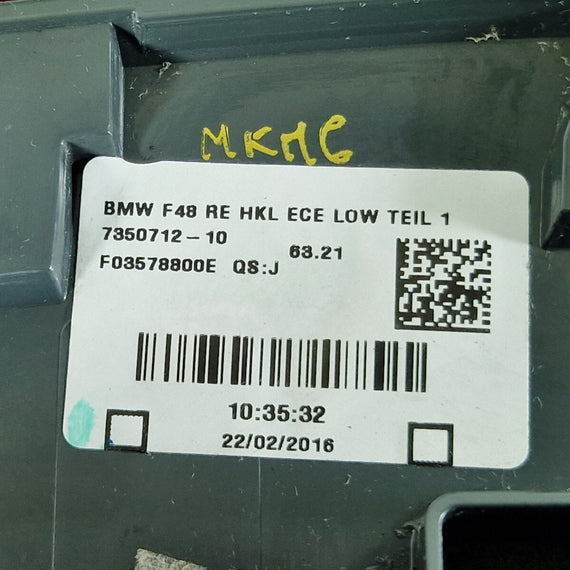 MKM6
BMW F48 RE HKL ECE LOW TEIL 1
7350712-10
63.21
F03578800E QS:J
10:35:32
22/02/2016